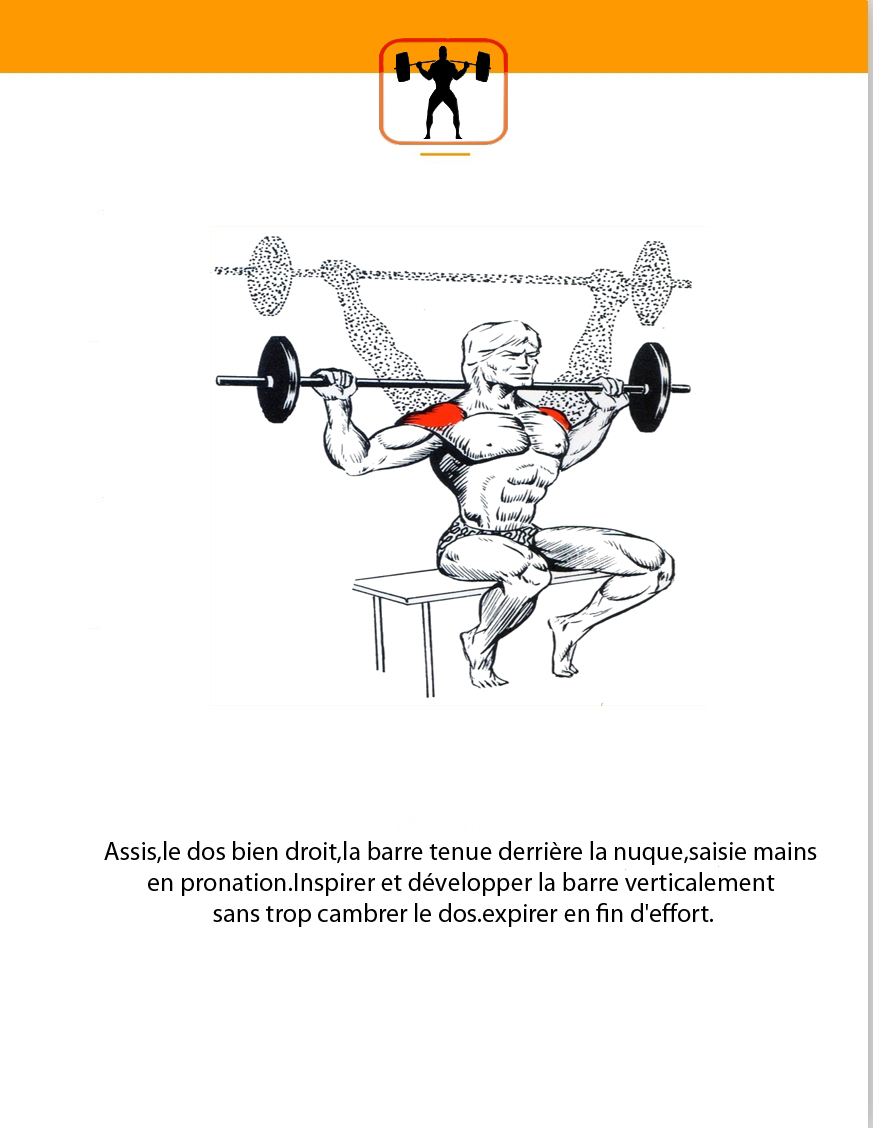 Assis,le dos bien droit,la barre tenue derrière la nuque,saisie mains
en pronation.Inspirer et développer la barre verticalement
sans trop cambrer le dos.expirer en fin d'effort.